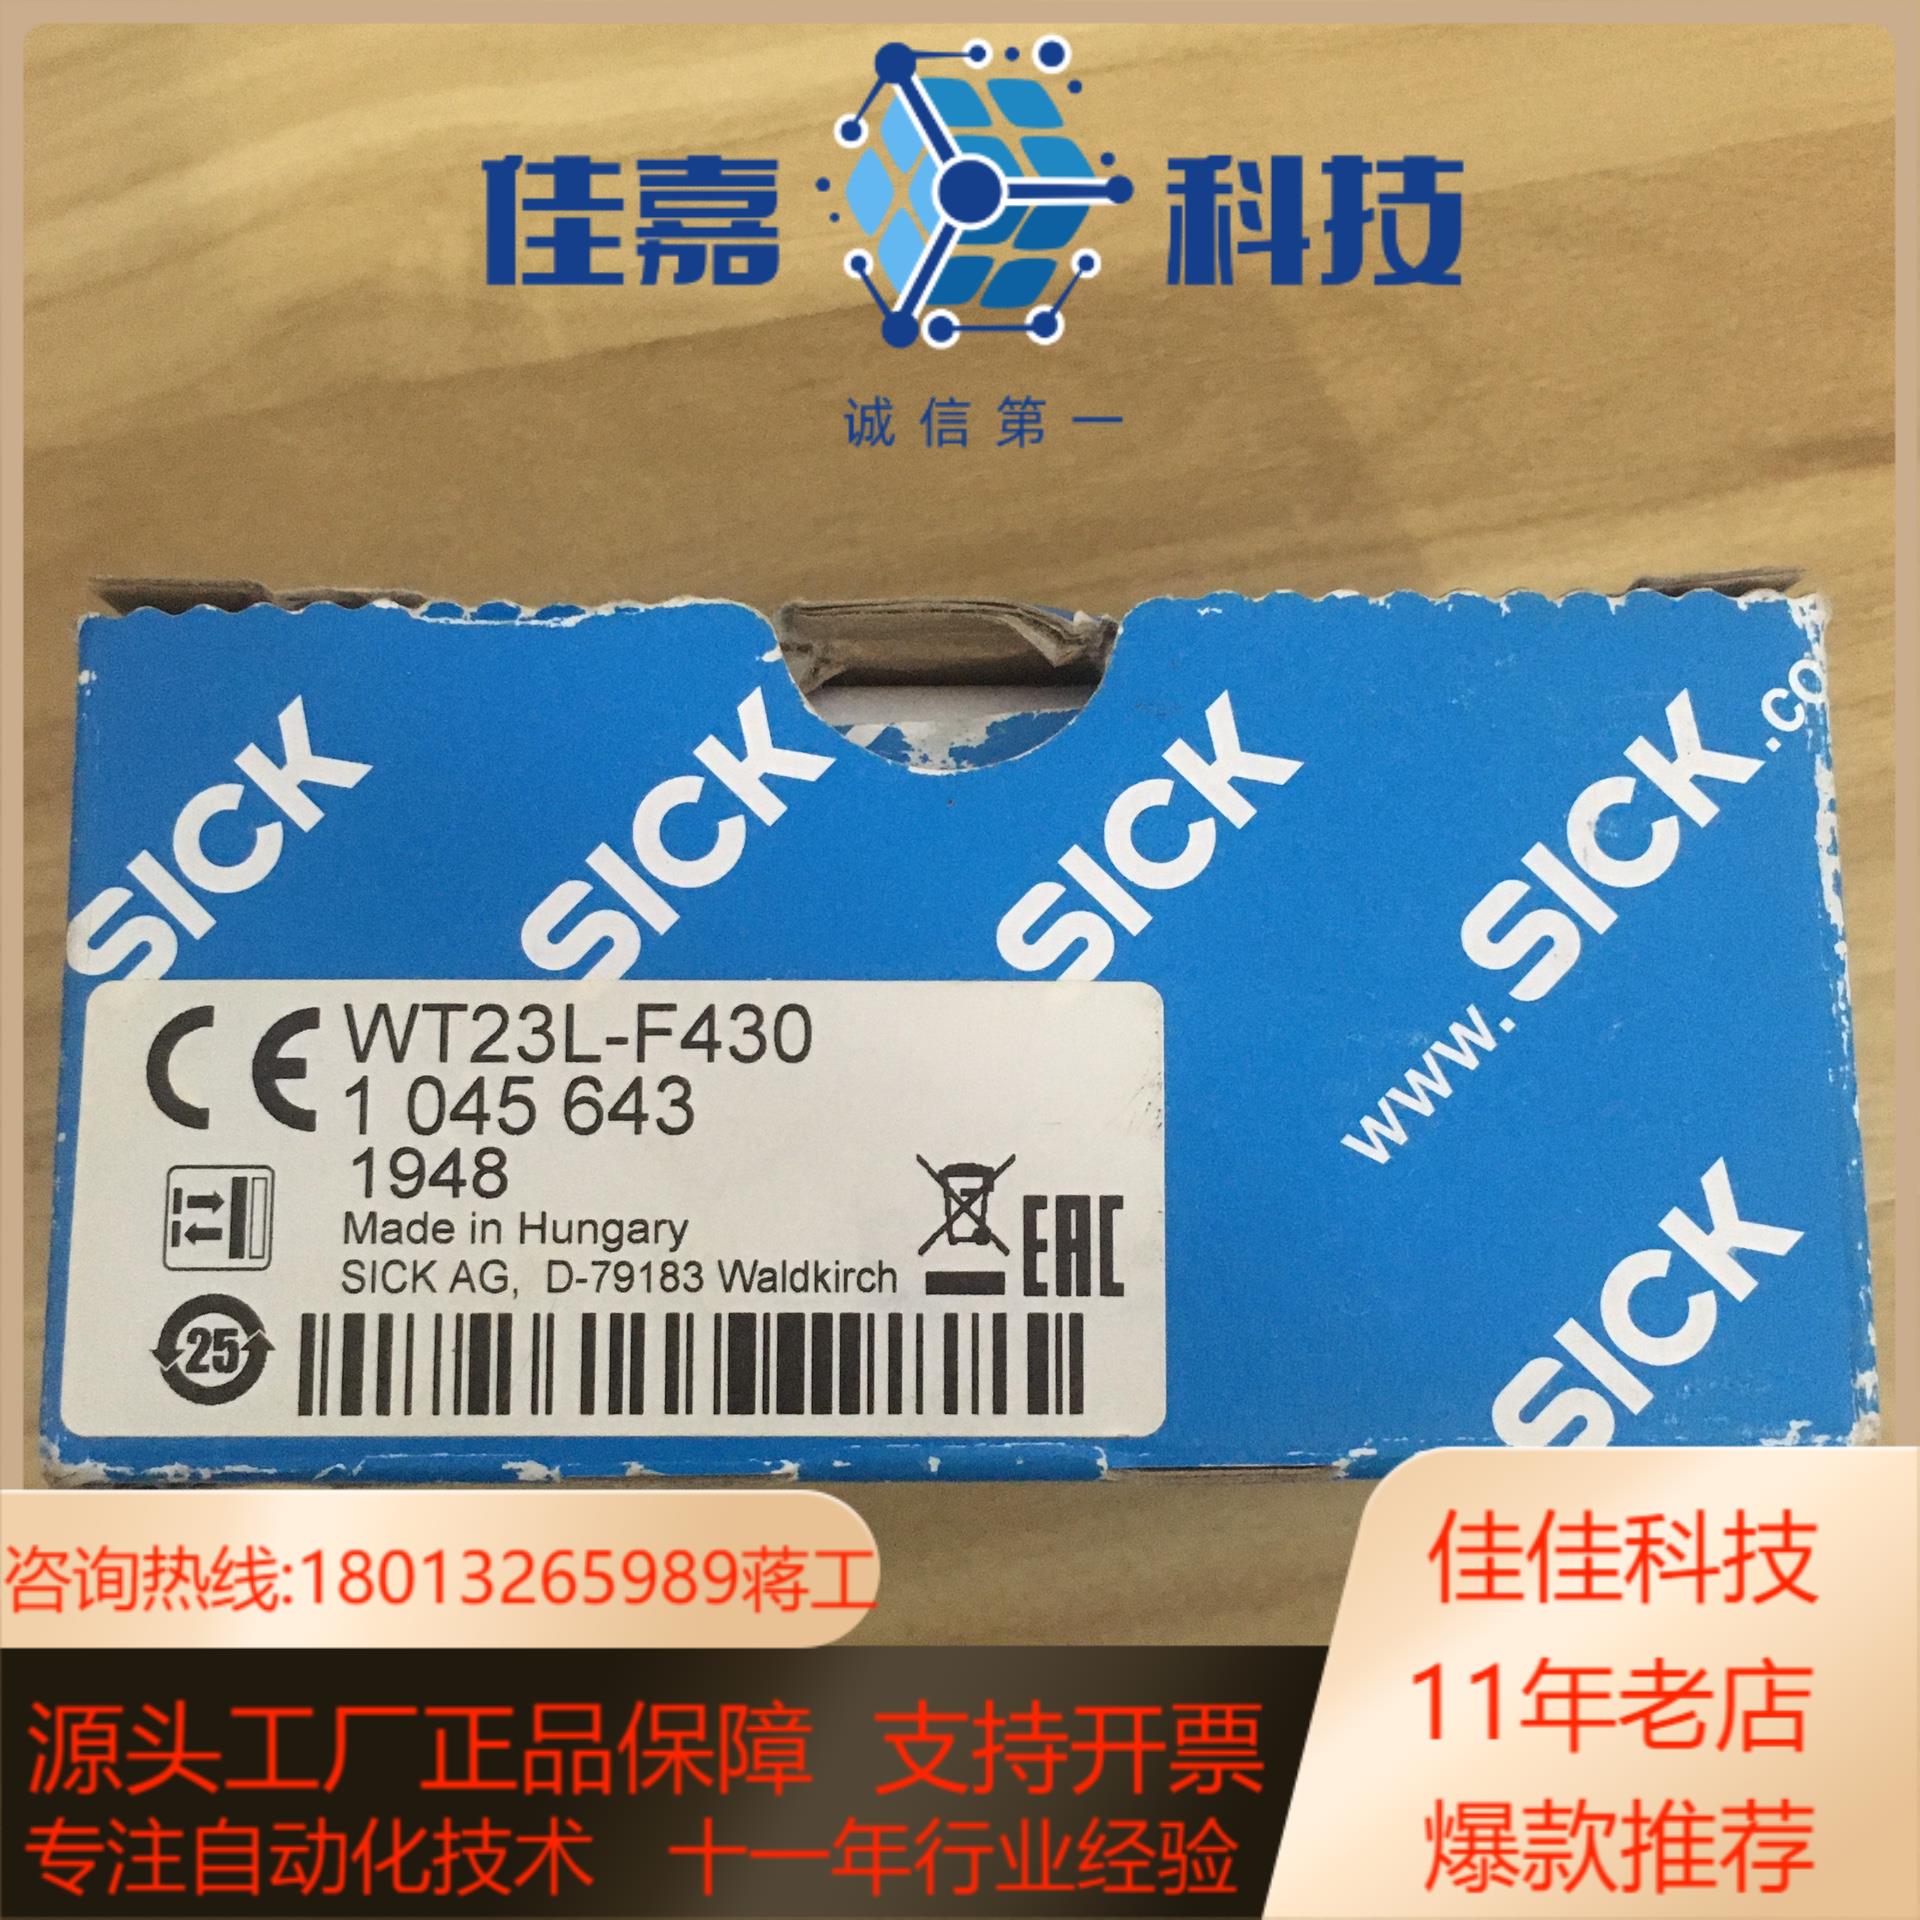 佳嘉 科技
诚信第一
SICK SICK SICK www.SICK.co
SICK
CE WT23L-F430
1 045 643
1948
Made in Hungary
SICK AG, D-79183 Waldkirch
EAC
25
咨询热线:18013265989蒋工
佳佳科技
11年老店
爆款推荐
源头工厂正品保障 支持开票
专注自动化技术 十一年行业经验